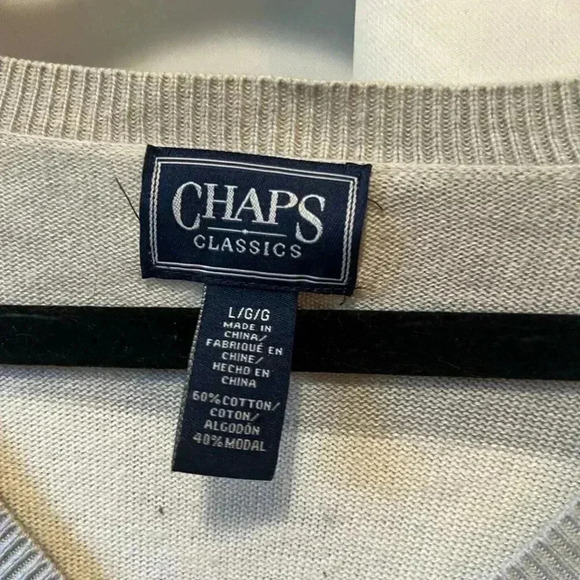 CHAPS
CLASSICS
L/G/G
MADE IN
CHINA/
FABRIQUÉ EN
CHINE/
HECHO EN
CHINA
60% COTTON/
COTON/
ALGODÓN
40% MODAL